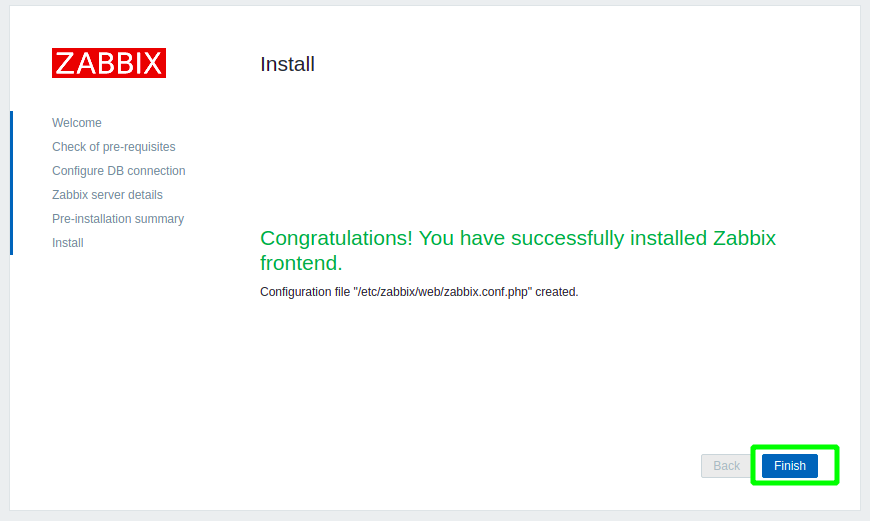 ZABBIX
Install
Welcome
Check of pre-requisites
Configure DB connection
Zabbix server details
Pre-installation summary
Install
Congratulations! You have successfully installed Zabbix
frontend.
Configuration file "/etc/zabbix/web/zabbix.conf.php" created.
Back
Finish